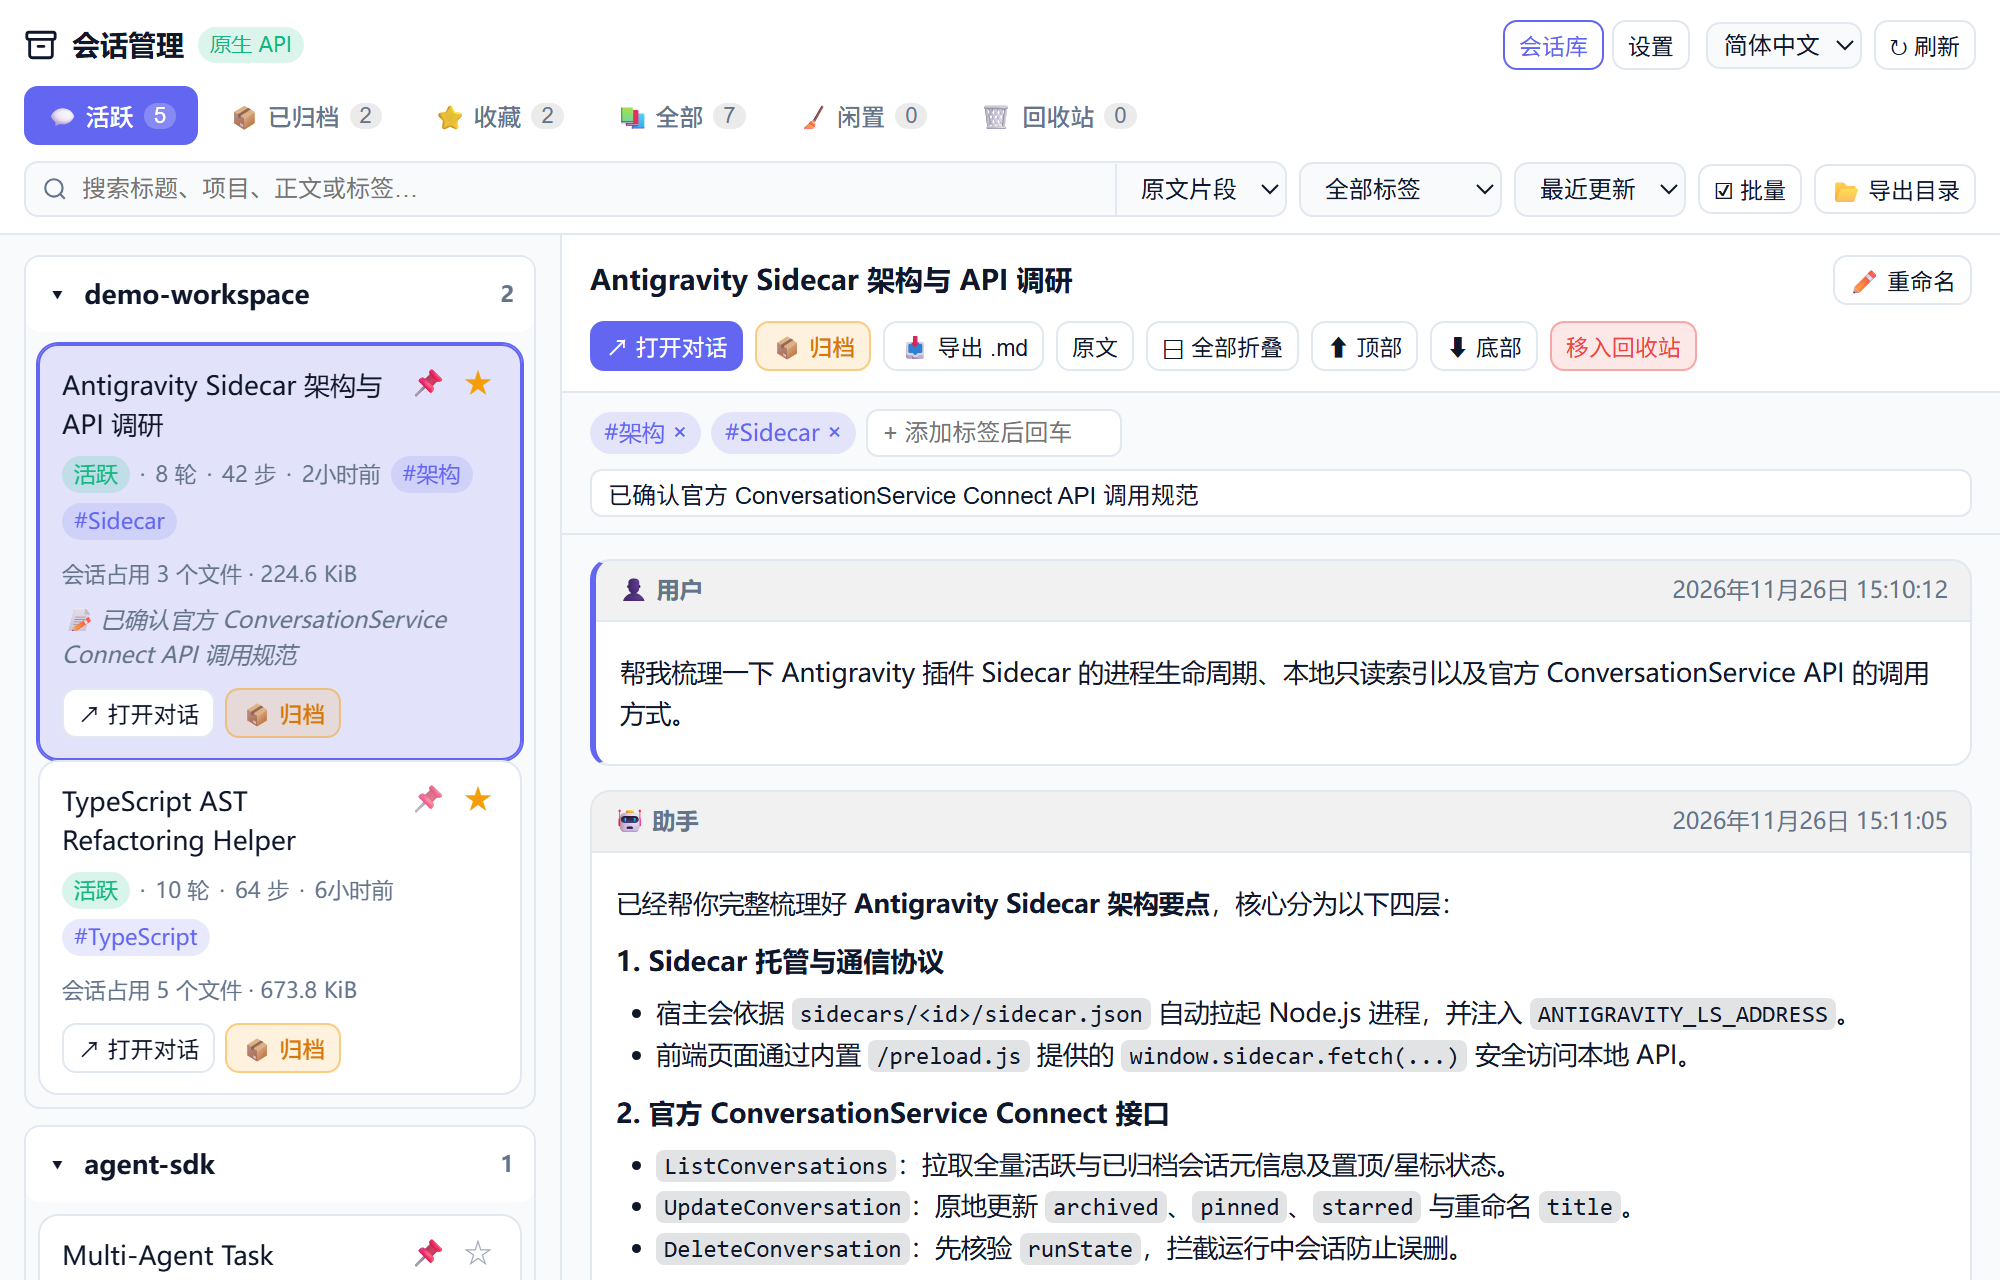 会话管理 原生 API 会话库 设置 简体中文 ↻ 刷新
活跃 5 已归档 2 收藏 2 全部 7 闲置 0 回收站 0
搜索标题、项目、正文或标签… 原文片段 全部标签 最近更新 ☑ 批量 导出目录
▼ demo-workspace 2
Antigravity Sidecar 架构与
API 调研
活跃 · 8 轮 · 42 步 · 2小时前 #架构
#Sidecar
会话占用 3 个文件 · 224.6 KiB
已确认官方 ConversationService
Connect API 调用规范
↗ 打开对话 归档
TypeScript AST
Refactoring Helper
活跃 · 10 轮 · 64 步 · 6小时前
#TypeScript
会话占用 5 个文件 · 673.8 KiB
↗ 打开对话 归档
▼ agent-sdk 1
Multi-Agent Task
Antigravity Sidecar 架构与 API 调研 重命名
↗ 打开对话 归档 导出 .md 原文 全部折叠 ⬆ 顶部 ⬇ 底部 移入回收站
#架构 × #Sidecar × + 添加标签后回车
已确认官方 ConversationService Connect API 调用规范
用户 2026年11月26日 15:10:12
帮我梳理一下 Antigravity 插件 Sidecar 的进程生命周期、本地只读索引以及官方 ConversationService API 的调用
方式。
助手 2026年11月26日 15:11:05
已经帮你完整梳理好 Antigravity Sidecar 架构要点，核心分为以下四层：
1. Sidecar 托管与通信协议
• 宿主会依据 sidecars/<id>/sidecar.json 自动拉起 Node.js 进程，并注入 ANTIGRAVITY_LS_ADDRESS。
• 前端页面通过内置 /preload.js 提供的 window.sidecar.fetch(...) 安全访问本地 API。
2. 官方 ConversationService Connect 接口
• ListConversations：拉取全量活跃与已归档会话元信息及置顶/星标状态。
• UpdateConversation：原地更新 archived、pinned、starred 与重命名 title。
• DeleteConversation：先核验 runState，拦截运行中会话防止误删。